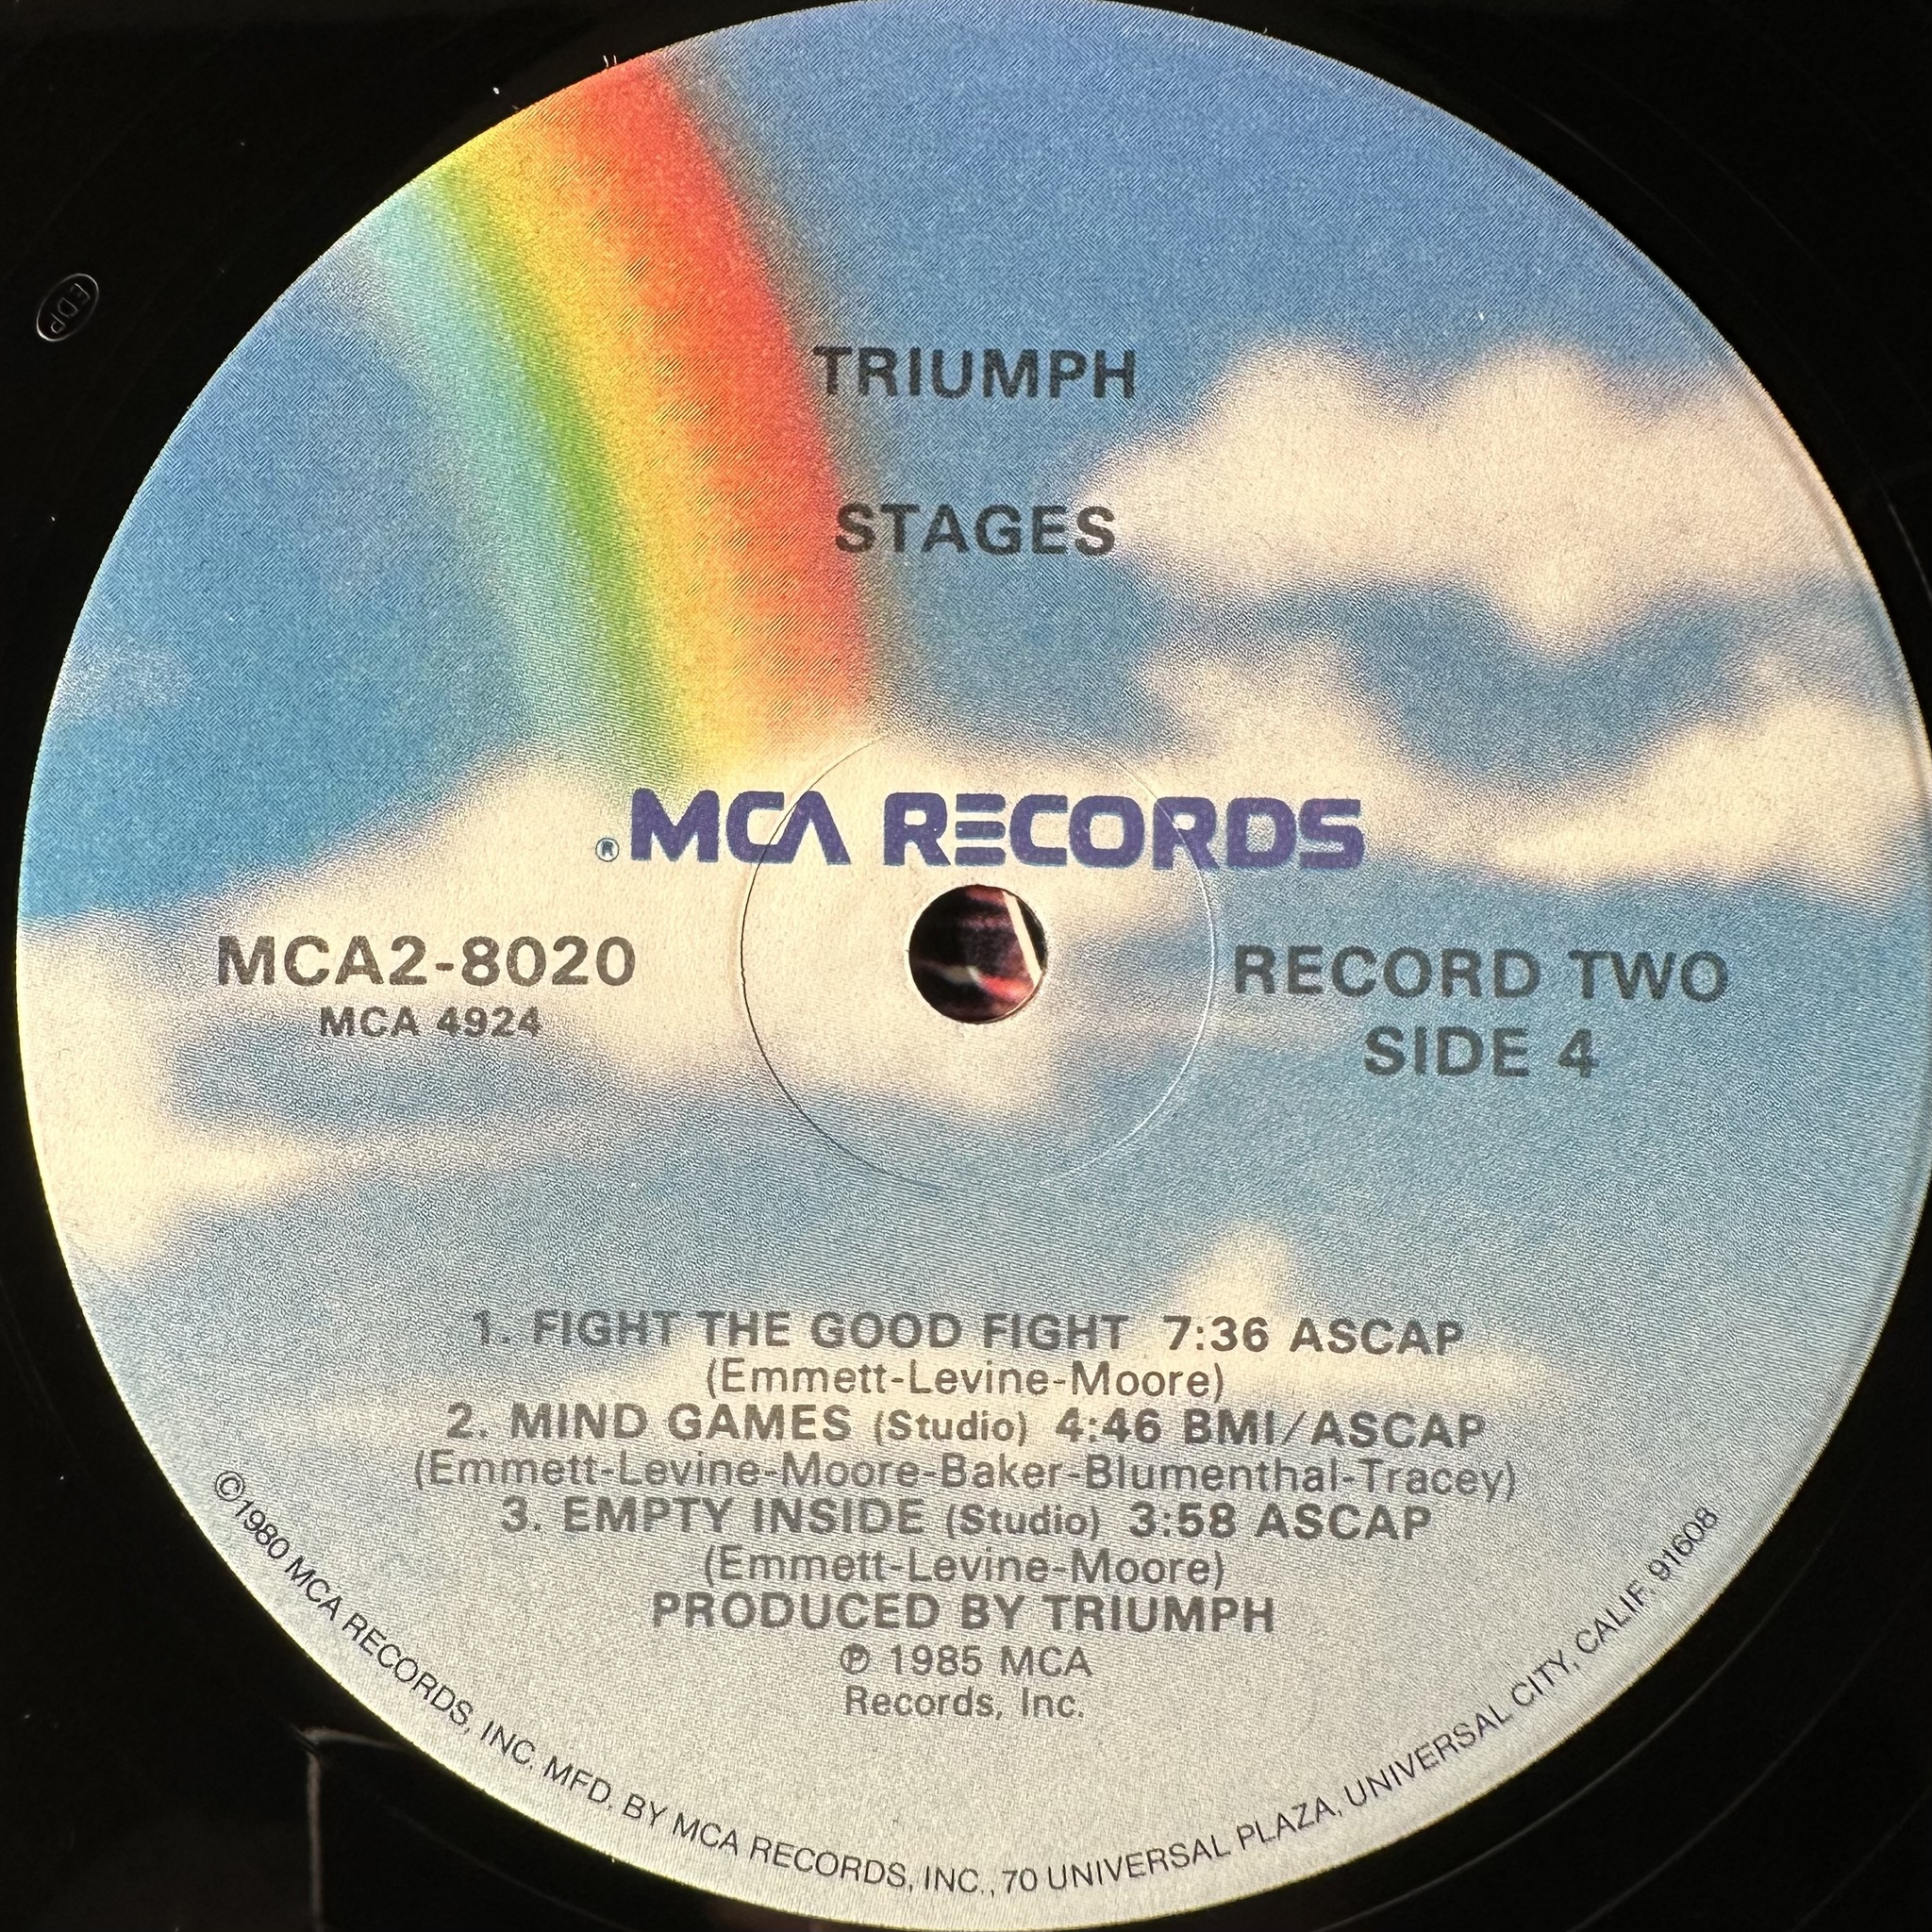 TRIUMPH
STAGES
® MCA RECORDS
MCA2-8020
MCA 4924
RECORD TWO
SIDE 4
1. FIGHT THE GOOD FIGHT 7:36 ASCAP
(Emmett-Levine-Moore)
2. MIND GAMES (Studio) 4:46 BMI/ASCAP
(Emmett-Levine-Moore-Baker-Blumenthal-Tracey)
3. EMPTY INSIDE (Studio) 3:58 ASCAP
(Emmett-Levine-Moore)
PRODUCED BY TRIUMPH
℗ 1985 MCA
Records, Inc.
©1980 MCA RECORDS, INC. MFD. BY MCA RECORDS, INC., 70 UNIVERSAL PLAZA, UNIVERSAL CITY, CALIF. 91608
EDP